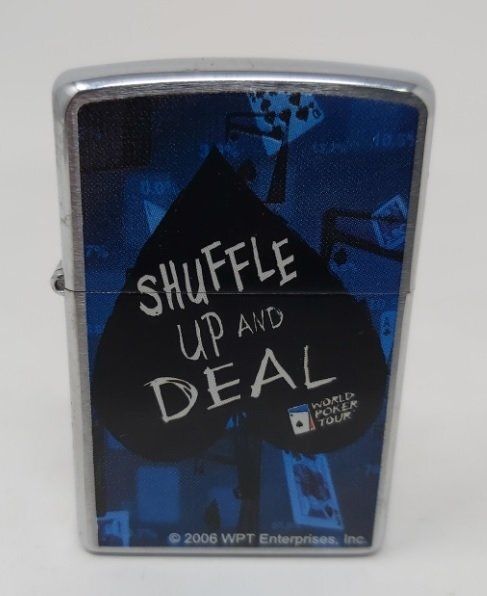 SHUFFLE
UP AND
DEAL
WORLD
POKER
TOUR
© 2006 WPT Enterprises, Inc.